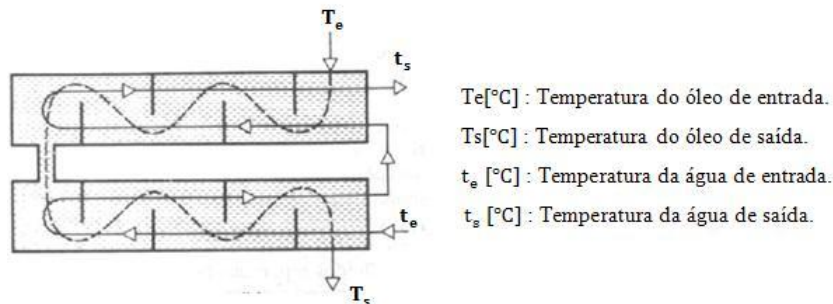 Te
ts
te
Ts
Te[°C] : Temperatura do óleo de entrada.
Ts[°C] : Temperatura do óleo de saída.
te [°C] : Temperatura da água de entrada.
ts [°C] : Temperatura da água de saída.